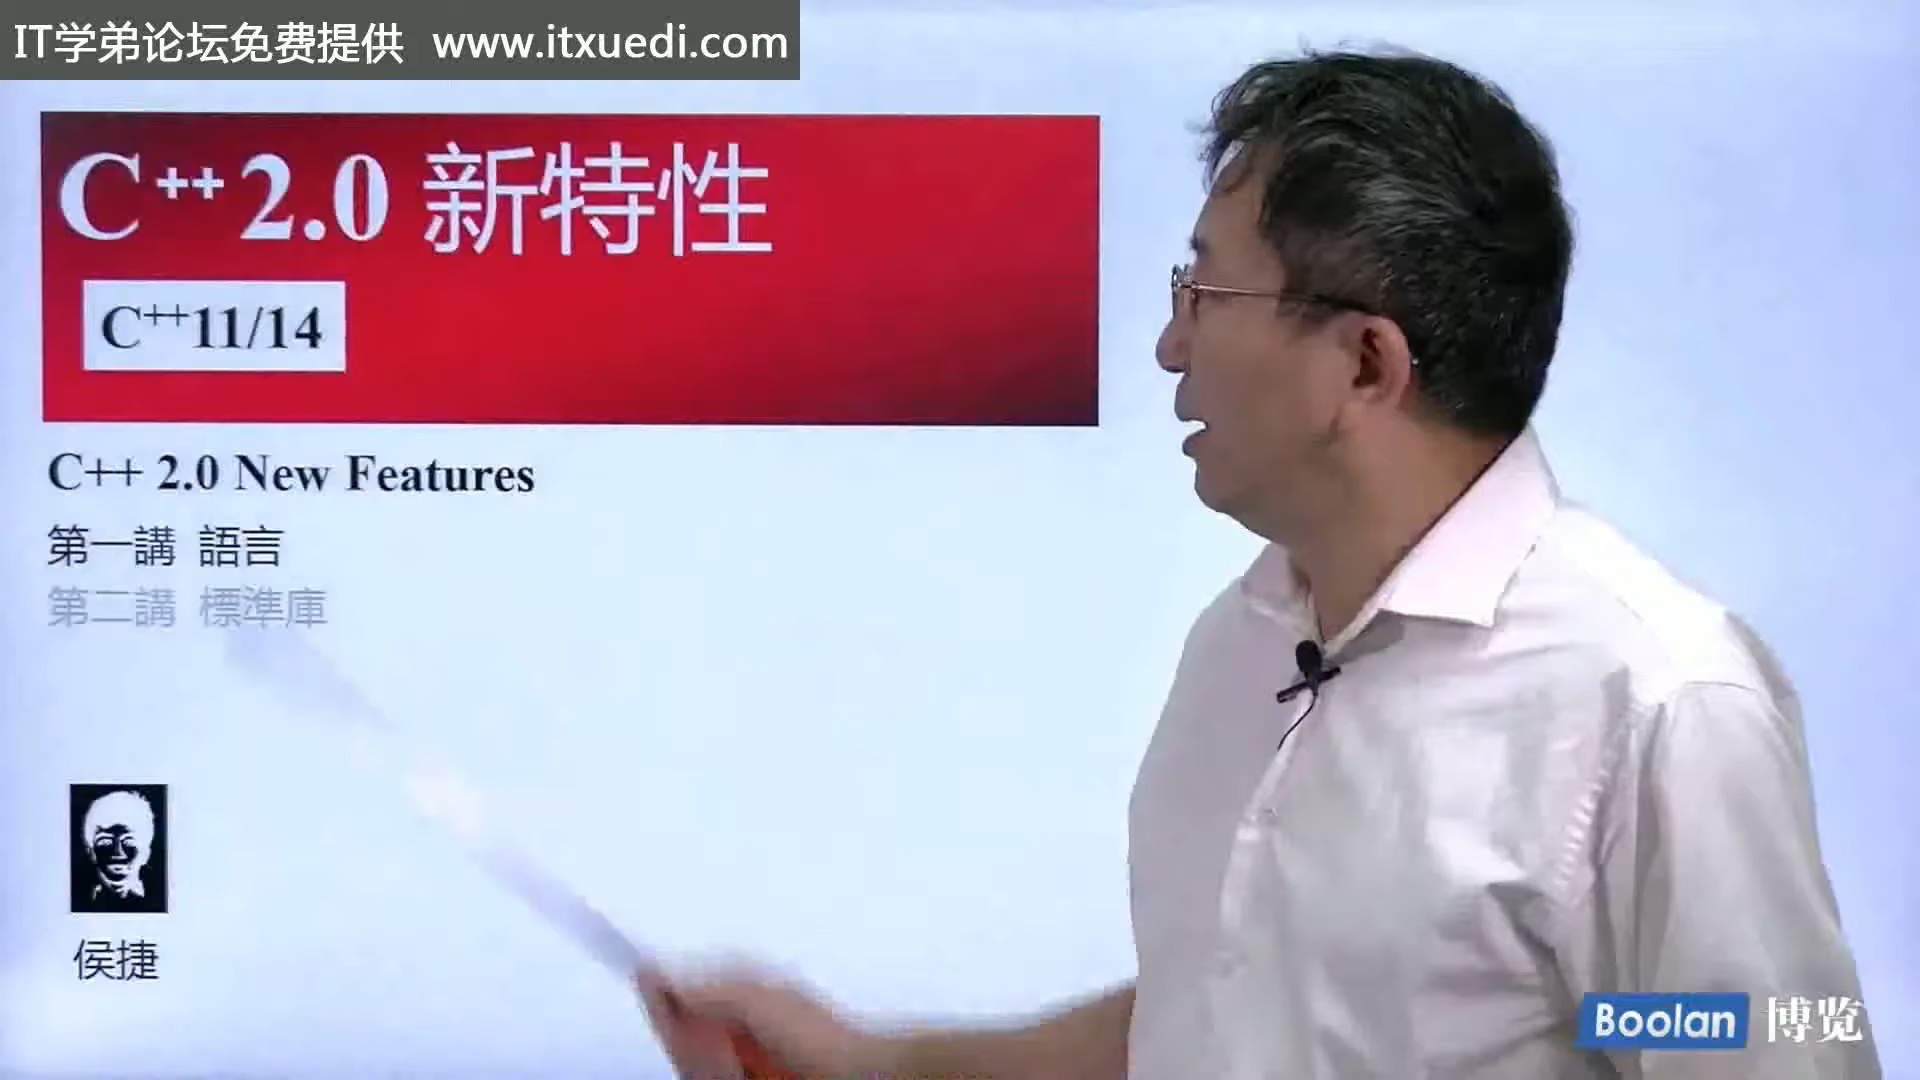 IT学弟论坛免费提供 www.itxuedi.com
C++ 2.0 新特性
C++11/14
C++ 2.0 New Features
第一講 語言
第二講 標準庫
侯捷
Boolan 博览